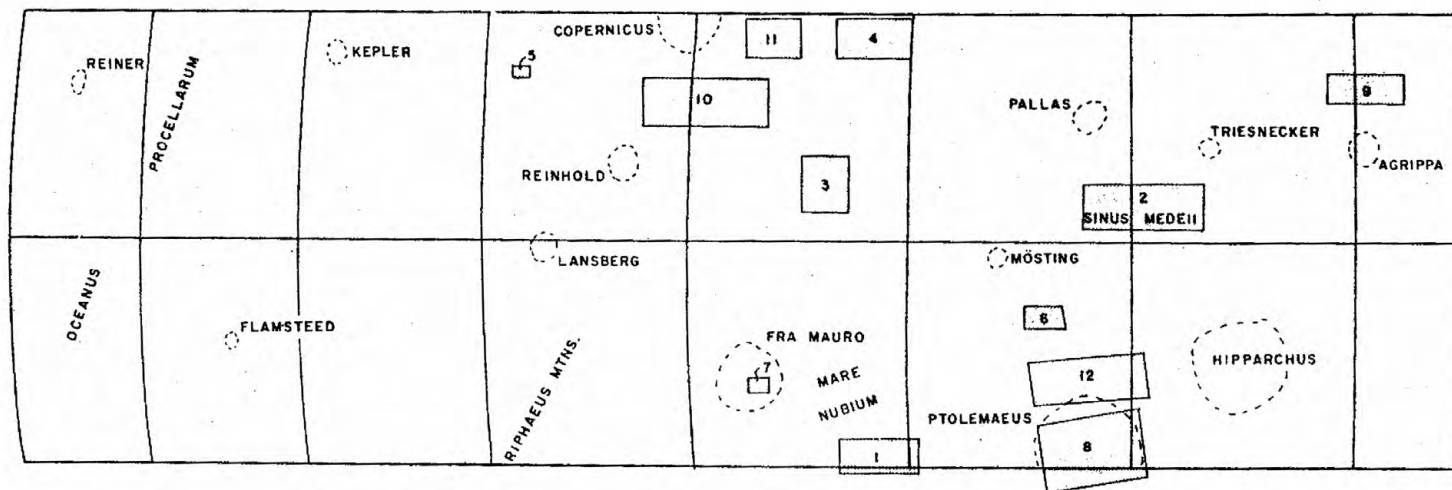 COPERNICUS
REINER
KEPLER
PROCELLARUM
5
11
4
10
PALLAS
9
TRIESNECKER
REINHOLD
3
AGRIPPA
2
SINUS MEDEII
LANSBERG
MÖSTING
OCEANUS
FLAMSTEED
RIPHAEUS MTNS.
FRA MAURO
7
MARE
NUBIUM
6
12
HIPPARCHUS
PTOLEMAEUS
1
8